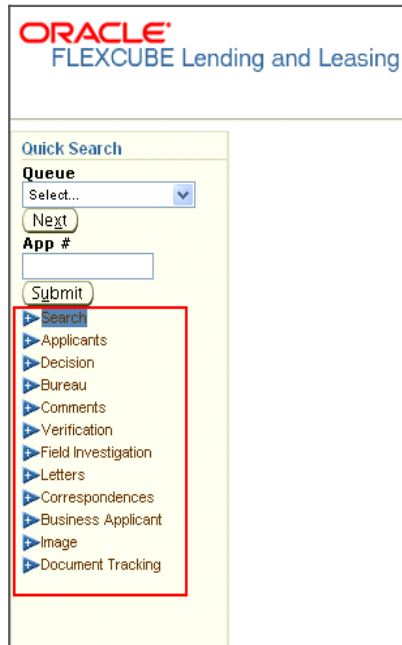 ORACLE
FLEXCUBE Lending and Leasing
Quick Search
Queue
Select...
Next
App #
Submit
Search
Applicants
Decision
Bureau
Comments
Verification
Field Investigation
Letters
Correspondences
Business Applicant
Image
Document Tracking